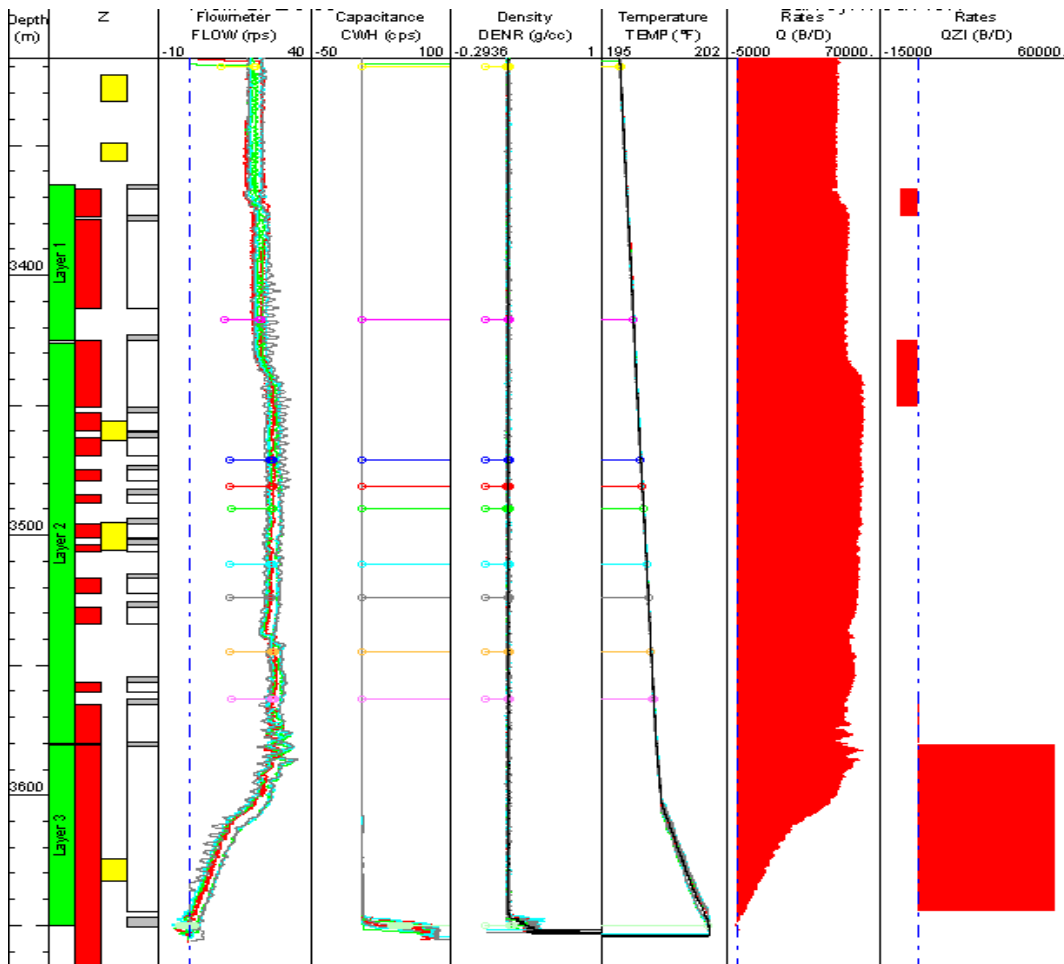 Depth
(m)
Z
Flowmeter
FLOW (rps)
-10 40
Capacitance
CWH (cps)
-50 100
Density
DENR (g/cc)
-0.2936 1
Temperature
TEMP (°F)
195 202
Rates
Q (B/D)
-5000 70000.
Rates
QZI (B/D)
-15000 60000.
3400
3500
3600
Layer 1
Layer 2
Layer 3